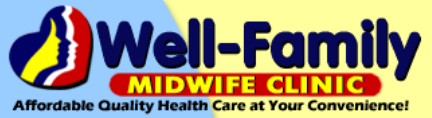 Well-Family
MIDWIFE CLINIC
Affordable Quality Health Care at Your Convenience!